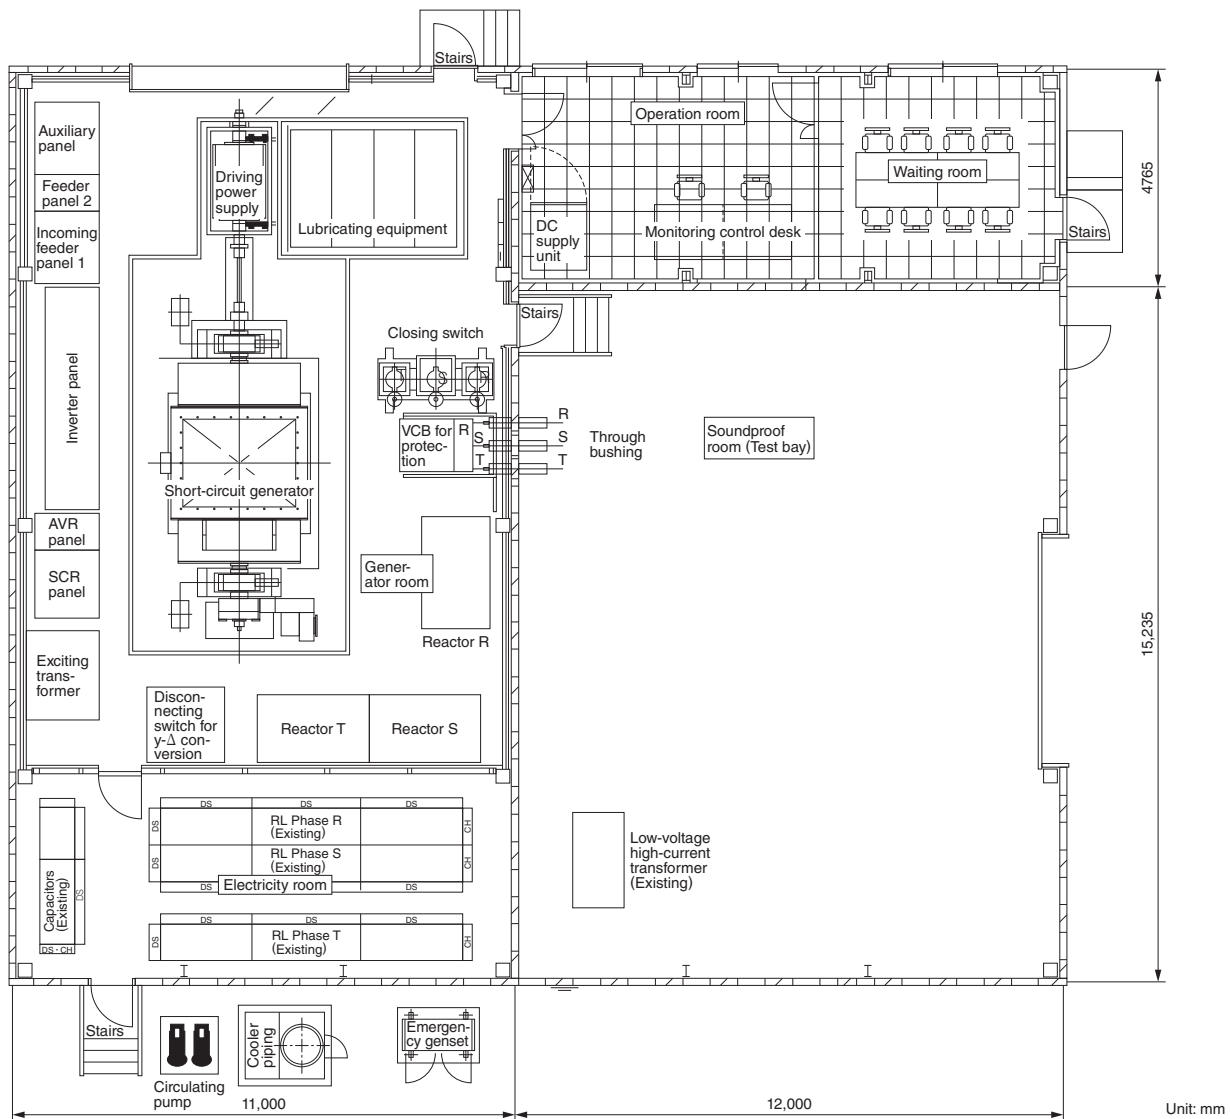 Stairs
Auxiliary
panel
Feeder
panel 2
Incoming
feeder
panel 1
Driving
power
supply
Lubricating equipment
Operation room
Waiting room
DC
supply
unit
Monitoring control desk
Stairs
4765
Stairs
Closing switch
Inverter panel
VCB for
protec-
tion
R
S
T
R
S
T
Through
bushing
Soundproof
room (Test bay)
Short-circuit generator
AVR
panel
SCR
panel
Gener-
ator room
Reactor R
15,235
Exciting
trans-
former
Discon-
necting
switch for
y-Δ con-
version
Reactor T
Reactor S
DS
DS
DS
DS
RL Phase R
(Existing)
CH
DS
RL Phase S
(Existing)
CH
DS
DS
Electricity room
Capacitors
(Existing)
DS
DS · CH
DS
DS
DS
DS
RL Phase T
(Existing)
CH
Low-voltage
high-current
transformer
(Existing)
Stairs
Circulating
pump
Cooler
piping
Emergen-
cy genset
11,000
12,000
Unit: mm